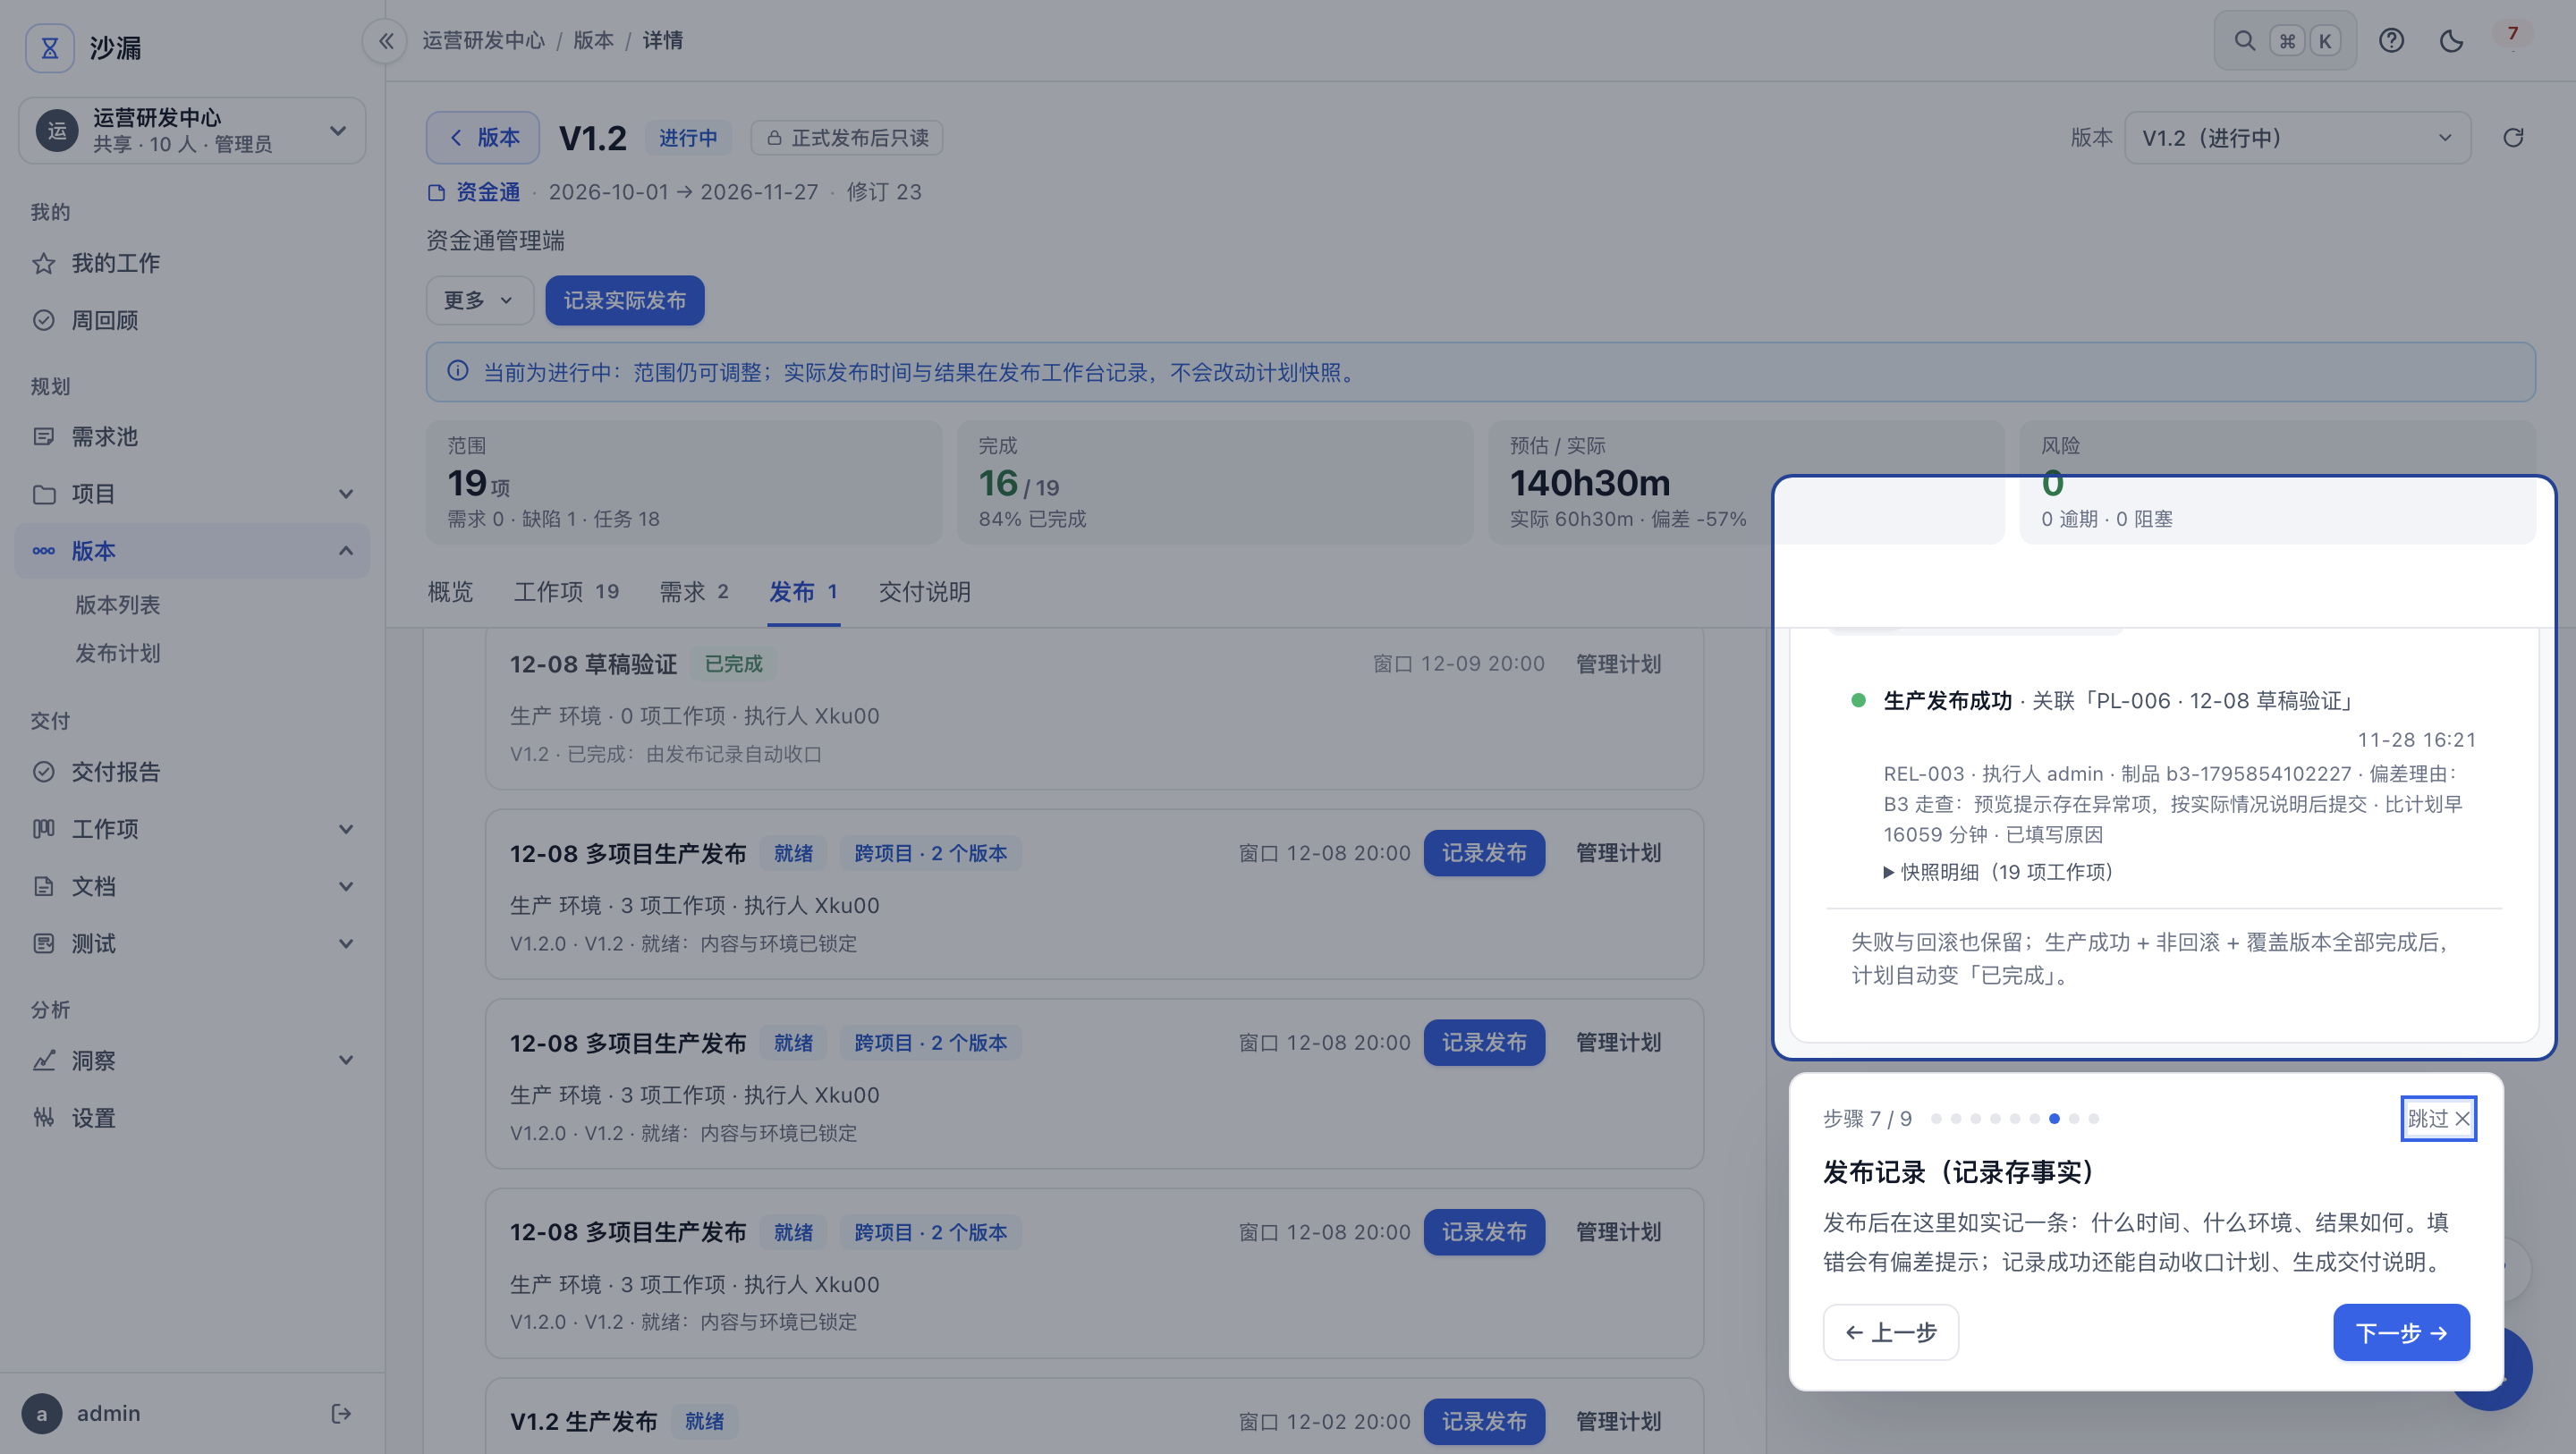 沙漏
运
运营研发中心
共享 · 10 人 · 管理员
我的
我的工作
周回顾
规划
需求池
项目
版本
版本列表
发布计划
交付
交付报告
工作项
文档
测试
分析
洞察
设置
a admin
运营研发中心 / 版本 / 详情
⌘ K
7
版本 V1.2 进行中 正式发布后只读
版本 V1.2（进行中）
资金通 · 2026-10-01 → 2026-11-27 · 修订 23
资金通管理端
更多 记录实际发布
当前为进行中：范围仍可调整；实际发布时间与结果在发布工作台记录，不会改动计划快照。
范围
19 项
需求 0 · 缺陷 1 · 任务 18
完成
16 / 19
84% 已完成
预估 / 实际
140h30m
实际 60h30m · 偏差 -57%
风险
0
0 逾期 · 0 阻塞
概览 工作项 19 需求 2 发布 1 交付说明
12-08 草稿验证 已完成 窗口 12-09 20:00 管理计划
生产 环境 · 0 项工作项 · 执行人 Xku00
V1.2 · 已完成：由发布记录自动收口
12-08 多项目生产发布 就绪 跨项目 · 2 个版本 窗口 12-08 20:00 记录发布 管理计划
生产 环境 · 3 项工作项 · 执行人 Xku00
V1.2.0 · V1.2 · 就绪：内容与环境已锁定
12-08 多项目生产发布 就绪 跨项目 · 2 个版本 窗口 12-08 20:00 记录发布 管理计划
生产 环境 · 3 项工作项 · 执行人 Xku00
V1.2.0 · V1.2 · 就绪：内容与环境已锁定
12-08 多项目生产发布 就绪 跨项目 · 2 个版本 窗口 12-08 20:00 记录发布 管理计划
生产 环境 · 3 项工作项 · 执行人 Xku00
V1.2.0 · V1.2 · 就绪：内容与环境已锁定
V1.2 生产发布 就绪 窗口 12-02 20:00 记录发布 管理计划
生产发布成功 · 关联「PL-006 · 12-08 草稿验证」
11-28 16:21
REL-003 · 执行人 admin · 制品 b3-1795854102227 · 偏差理由：
B3 走查：预览提示存在异常项，按实际情况说明后提交 · 比计划早
16059 分钟 · 已填写原因
▶ 快照明细（19 项工作项）
失败与回滚也保留；生产成功 + 非回滚 + 覆盖版本全部完成后，
计划自动变「已完成」。
步骤 7 / 9 跳过 ×
发布记录（记录存事实）
发布后在这里如实记一条：什么时间、什么环境、结果如何。填
错会有偏差提示；记录成功还能自动收口计划、生成交付说明。
← 上一步 下一步 →